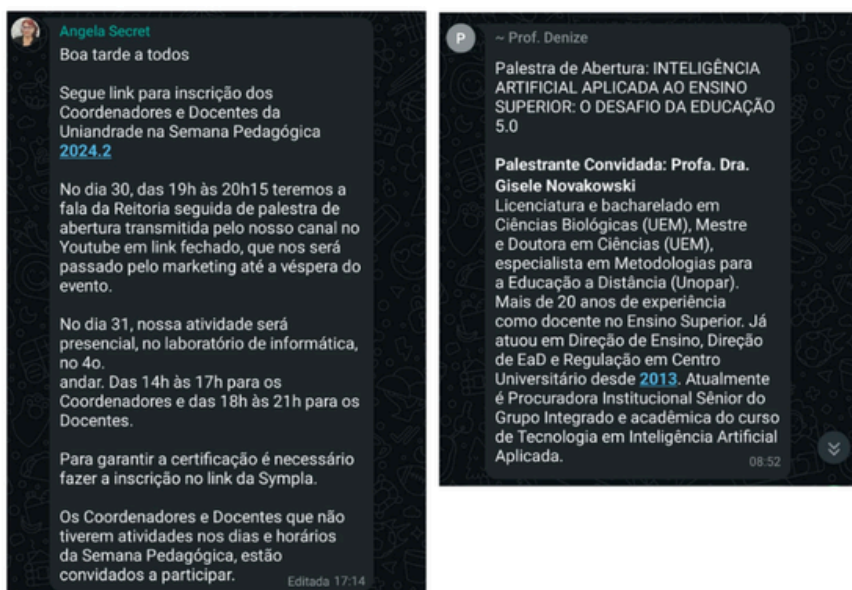 Angela Secret
Boa tarde a todos
Segue link para inscrição dos
Coordenadores e Docentes da
Uniandrade na Semana Pedagógica
2024.2
No dia 30, das 19h às 20h15 teremos a
fala da Reitoria seguida de palestra de
abertura transmitida pelo nosso canal no
Youtube em link fechado, que nos será
passado pelo marketing até a véspera do
evento.
No dia 31, nossa atividade será
presencial, no laboratório de informática,
no 4o.
andar. Das 14h às 17h para os
Coordenadores e das 18h às 21h para os
Docentes.
Para garantir a certificação é necessário
fazer a inscrição no link da Sympla.
Os Coordenadores e Docentes que não
tiverem atividades nos dias e horários
da Semana Pedagógica, estão
convidados a participar.
Editada 17:14
P
~ Prof. Denize
Palestra de Abertura: INTELIGÊNCIA
ARTIFICIAL APLICADA AO ENSINO
SUPERIOR: O DESAFIO DA EDUCAÇÃO
5.0
Palestrante Convidada: Profa. Dra.
Gisele Novakowski
Licenciatura e bacharelado em
Ciências Biológicas (UEM), Mestre
e Doutora em Ciências (UEM),
especialista em Metodologias para
a Educação a Distância (Unopar).
Mais de 20 anos de experiência
como docente no Ensino Superior. Já
atuou em Direção de Ensino, Direção
de EaD e Regulação em Centro
Universitário desde 2013. Atualmente
é Procuradora Institucional Sênior do
Grupo Integrado e acadêmica do curso
de Tecnologia em Inteligência Artificial
Aplicada.
08:52